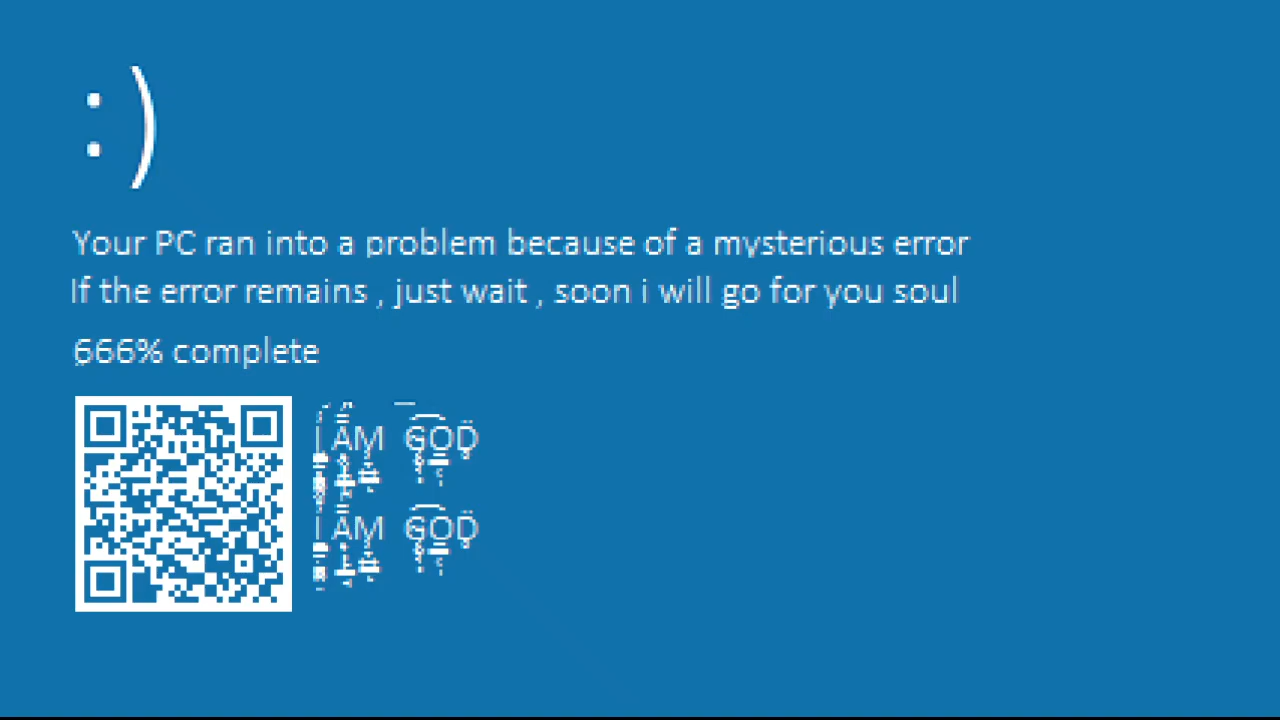 :)
Your PC ran into a problem because of a mysterious error
If the error remains , just wait , soon i will go for you soul
666% complete
I AM GOD
I AM GOD